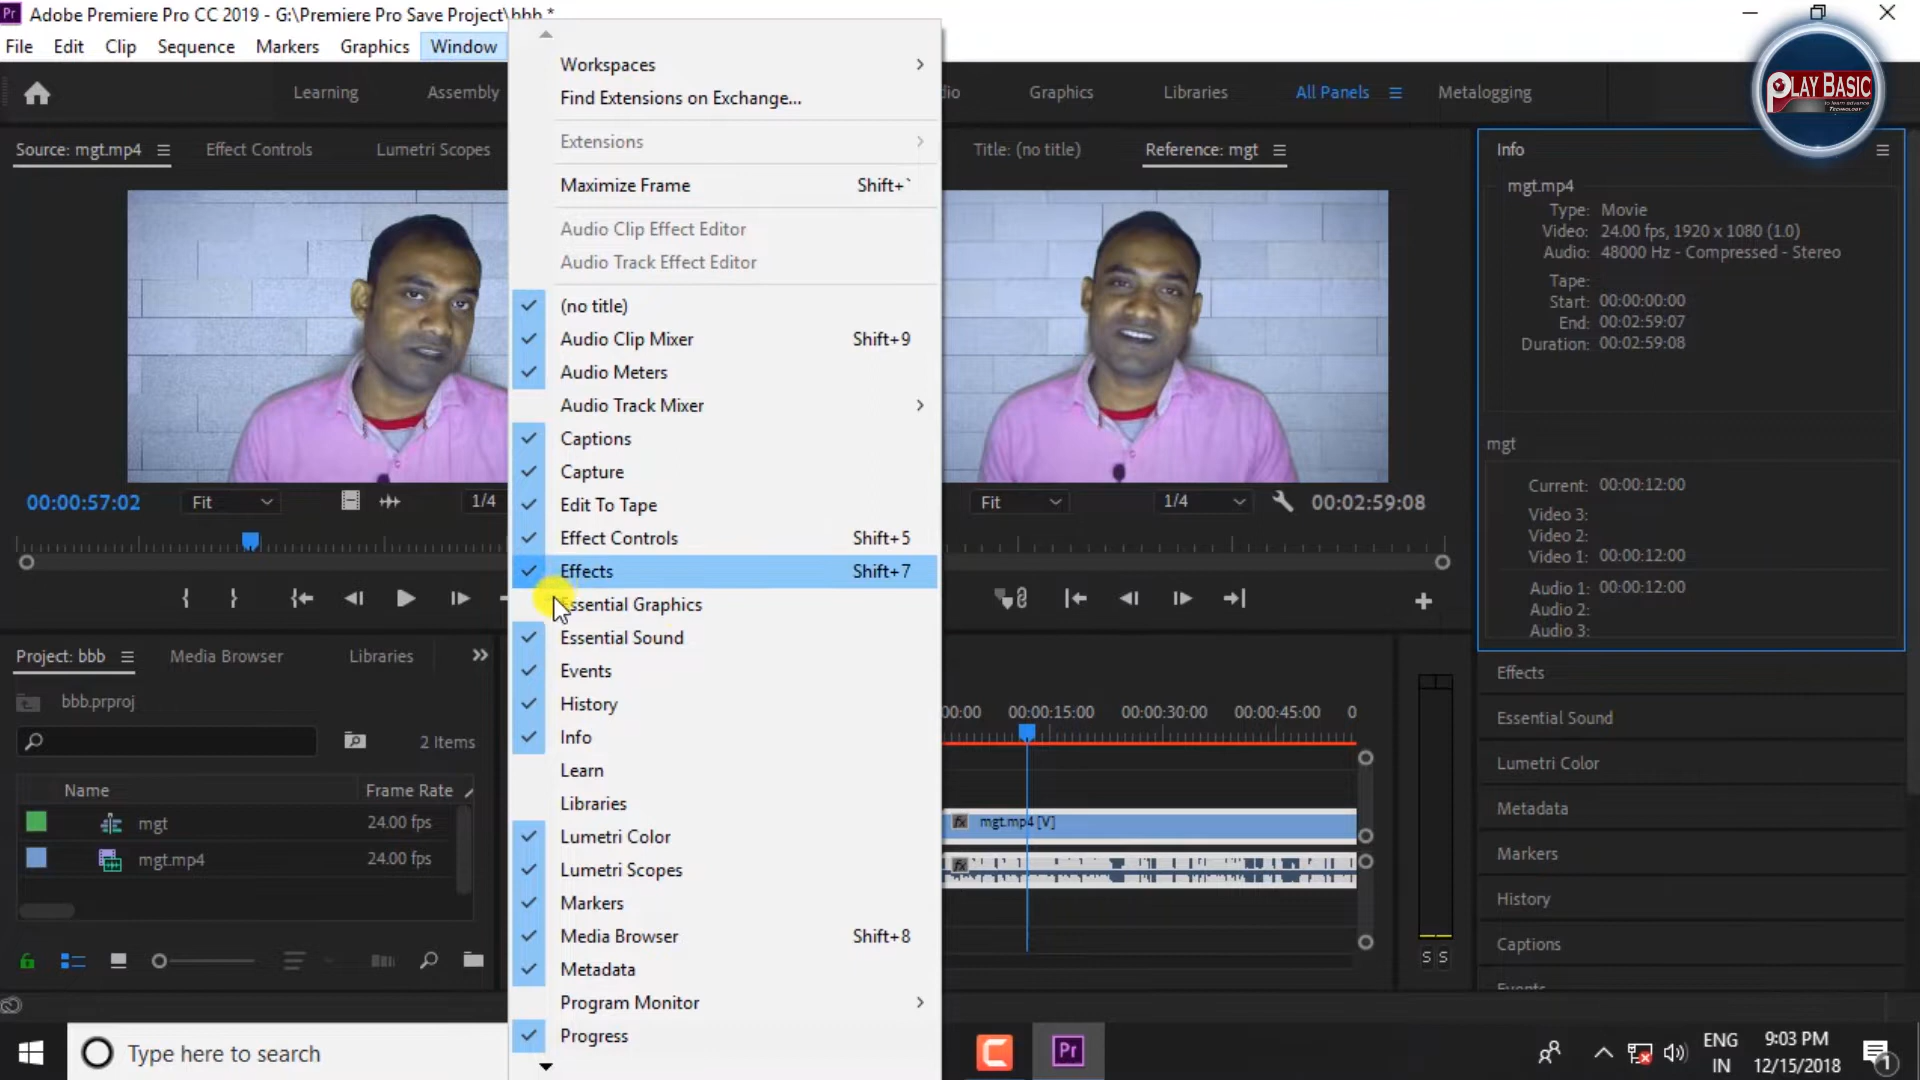 Adobe Premiere Pro CC 2019 - G:\Premiere Pro Save Project\bbb *
File Edit Clip Sequence Markers Graphics Window
Learning Assembly Graphics Libraries All Panels Metalogging
PLAY BASIC
Source: mgt.mp4 Effect Controls Lumetri Scopes
Title: (no title) Reference: mgt
Workspaces
Find Extensions on Exchange...
Extensions
Maximize Frame Shift+`
Audio Clip Effect Editor
Audio Track Effect Editor
(no title)
Audio Clip Mixer Shift+9
Audio Meters
Audio Track Mixer
Captions
Capture
Edit To Tape
Effect Controls Shift+5
Effects Shift+7
Essential Graphics
Essential Sound
Events
History
Info
Learn
Libraries
Lumetri Color
Lumetri Scopes
Markers
Media Browser Shift+8
Metadata
Program Monitor
Progress
Info
mgt.mp4
Type: Movie
Video: 24.00 fps, 1920 x 1080 (1.0)
Audio: 48000 Hz - Compressed - Stereo
Tape:
Start: 00:00:00:00
End: 00:02:59:07
Duration: 00:02:59:08
mgt
Current: 00:00:12:00
Video 3:
Video 2:
Video 1: 00:00:12:00
Audio 1: 00:00:12:00
Audio 2:
Audio 3:
00:00:57:02 Fit 1/4
Fit 1/4 00:02:59:08
Project: bbb Media Browser Libraries
bbb.prproj
2 Items
Name Frame Rate
mgt 24.00 fps
mgt.mp4 24.00 fps
00:00 00:00:15:00 00:00:30:00 00:00:45:00 0
fx mgt.mp4 [V]
fx
S S
Effects
Essential Sound
Lumetri Color
Metadata
Markers
History
Captions
Events
Type here to search
Pr
ENG
IN
9:03 PM
12/15/2018
1